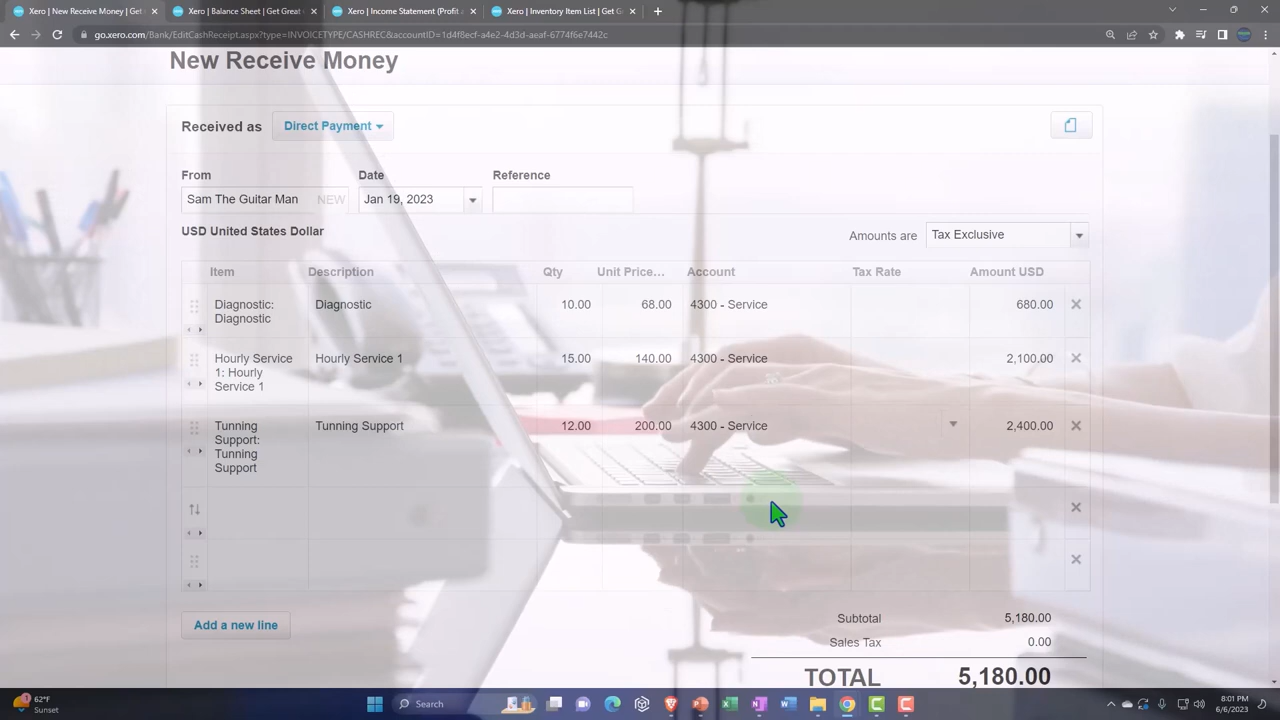 Xero | NEW Inventory | Get
Xero | Balance Sheet | Get Great
Xero | Income Statement (Profit a
Xero | Inventory Item List | Get G
go.xero.com/Bank/EditCashReceipt.aspx?type=INVOICETYPE/CASHREC&accountID=1d4f8ecf-a4e2-4d3d-aeaf-6774f6e7442c
New Receive Money
Received as Direct Payment
From Date Reference
Sam The Guitar Man NEW Jan 19, 2023
USD United States Dollar
Amounts are Tax Exclusive
Item Description Qty Unit Price... Account Tax Rate Amount USD
Diagnostic: Diagnostic 10.00 68.00 4300 - Service 680.00
Diagnostic
Hourly Service Hourly Service 1 15.00 140.00 4300 - Service 2,100.00
1: Hourly
Service 1
Tunning Tunning Support 12.00 200.00 4300 - Service 2,400.00
Support:
Tunning
Support
Add a new line
Subtotal 5,180.00
Sales Tax 0.00
TOTAL 5,180.00
1
62°F
Sunset
Search
8:01 PM
6/6/2023